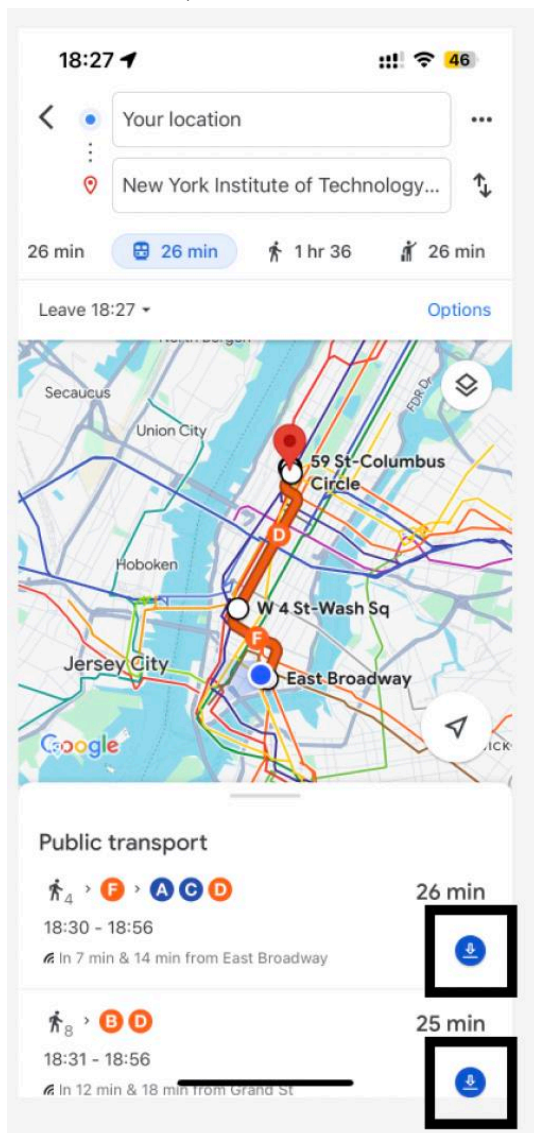 18:27
46
Your location
New York Institute of Technology...
26 min
26 min
1 hr 36
26 min
Leave 18:27
Options
Secaucus
FDR Dr
Union City
59 St-Columbus
Circle
D
Hoboken
W 4 St-Wash Sq
F
Jersey City
East Broadway
Google
Public transport
4 F A C D 26 min
18:30 - 18:56
In 7 min & 14 min from East Broadway
8 B D 25 min
18:31 - 18:56
In 12 min & 18 min from Grand St